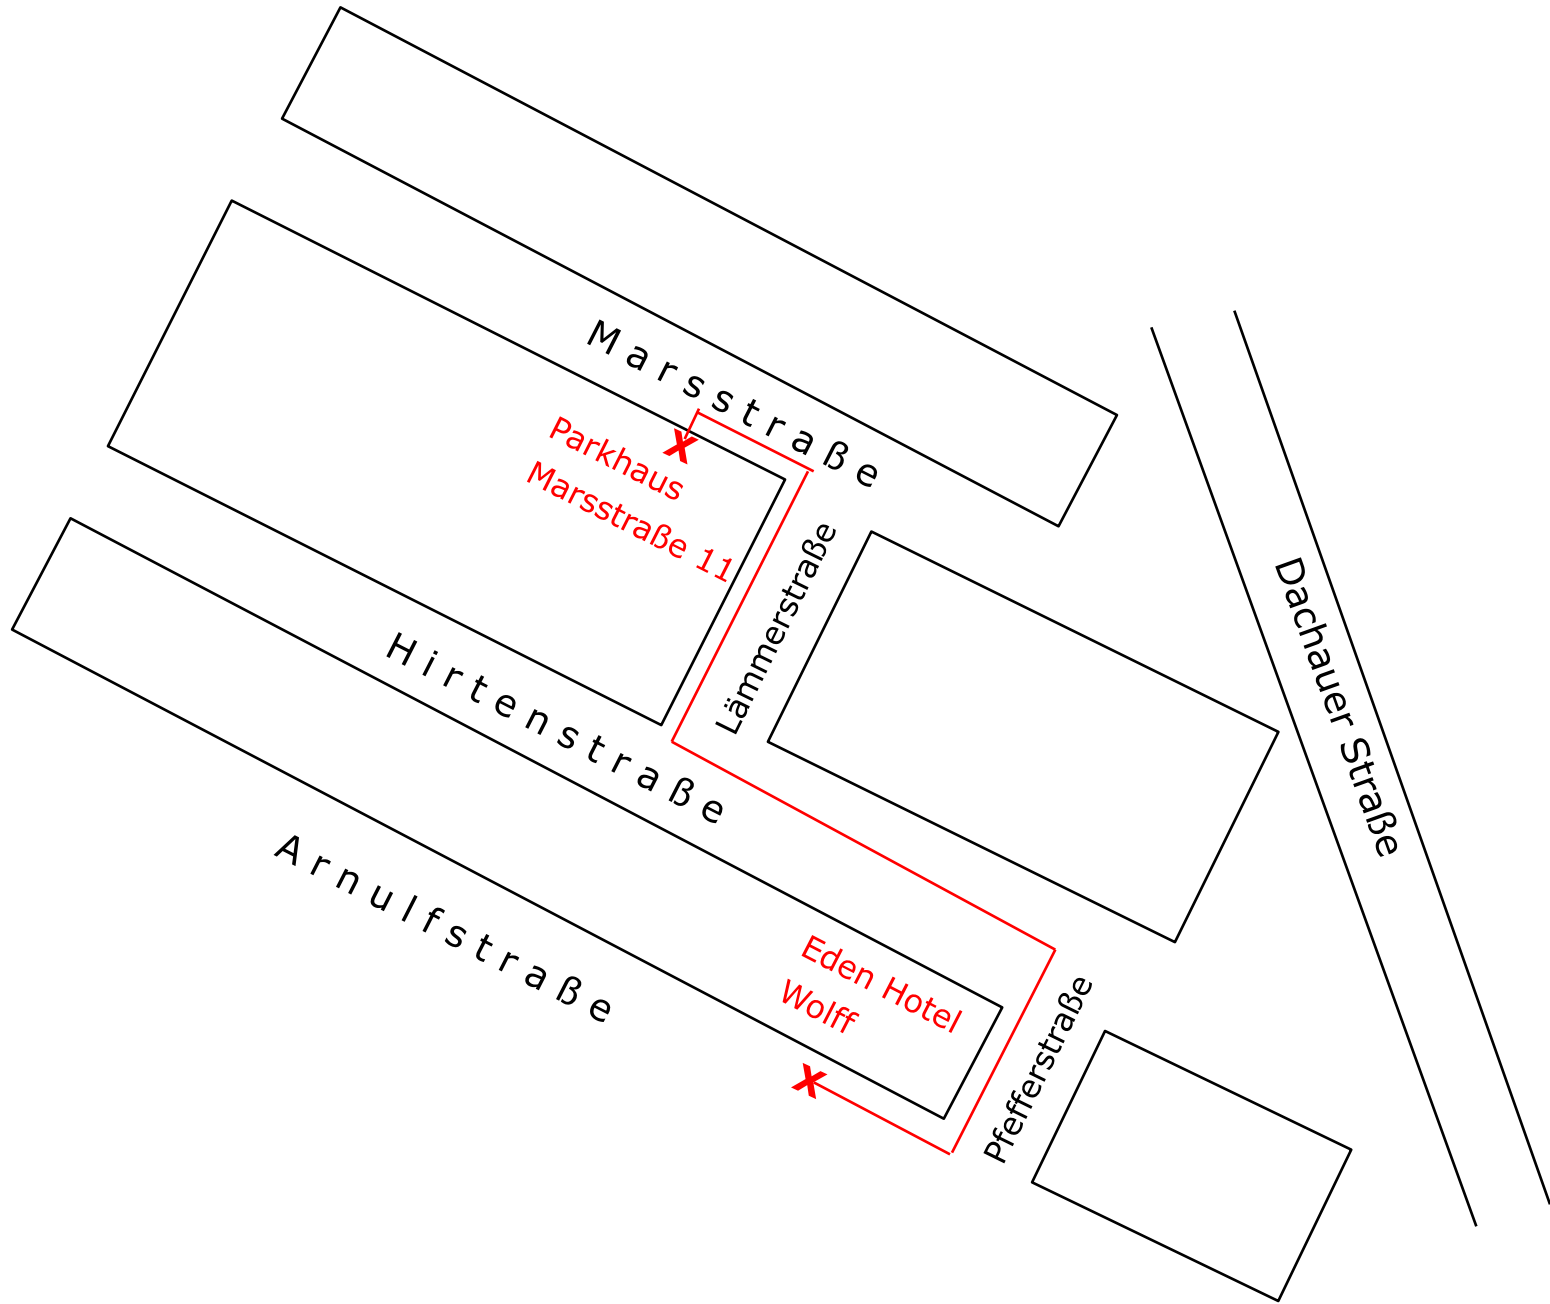 Marsstraße
Parkhaus
Marsstraße 11
Lämmerstraße
Dachauer Straße
Hirtenstraße
Arnulfstraße
Eden Hotel
Wolff
Pfefferstraße